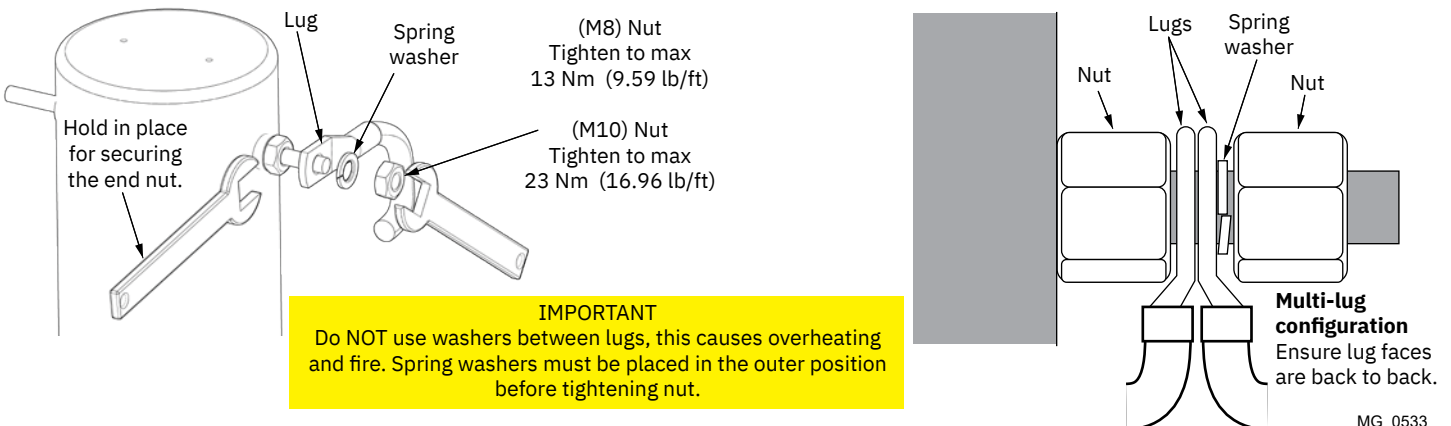 Lug
Spring
washer
(M8) Nut
Tighten to max
13 Nm  (9.59 lb/ft)
(M10) Nut
Tighten to max
23 Nm  (16.96 lb/ft)
Hold in place
for securing
the end nut.
IMPORTANT
Do NOT use washers between lugs, this causes overheating
and fire. Spring washers must be placed in the outer position
before tightening nut.
Lugs
Spring
washer
Nut
Nut
Multi-lug
configuration
Ensure lug faces
are back to back.
MG_0533